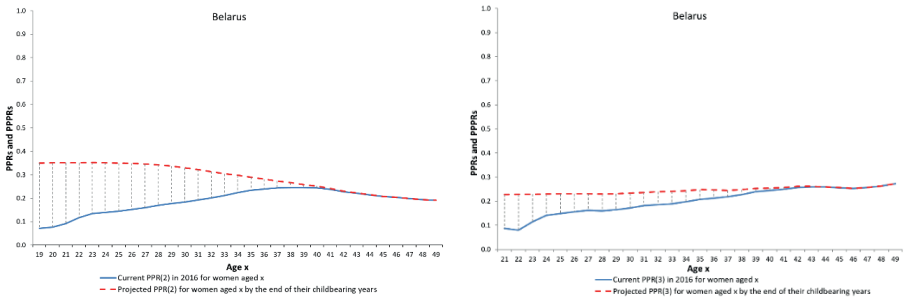 Belarus
PPRs and PPPRs
1.0
0.9
0.8
0.7
0.6
0.5
0.4
0.3
0.2
0.1
0.0
19 20 21 22 23 24 25 26 27 28 29 30 31 32 33 34 35 36 37 38 39 40 41 42 43 44 45 46 47 48 49
Age x
Current PPR(2) in 2016 for women aged x
Projected PPR(2) for women aged x by the end of their childbearing years
Belarus
PPRs and PPPRs
1.0
0.9
0.8
0.7
0.6
0.5
0.4
0.3
0.2
0.1
0.0
21 22 23 24 25 26 27 28 29 30 31 32 33 34 35 36 37 38 39 40 41 42 43 44 45 46 47 48 49
Age x
Current PPR(3) in 2016 for women aged x
Projected PPR(3) for women aged x by the end of their childbearing years